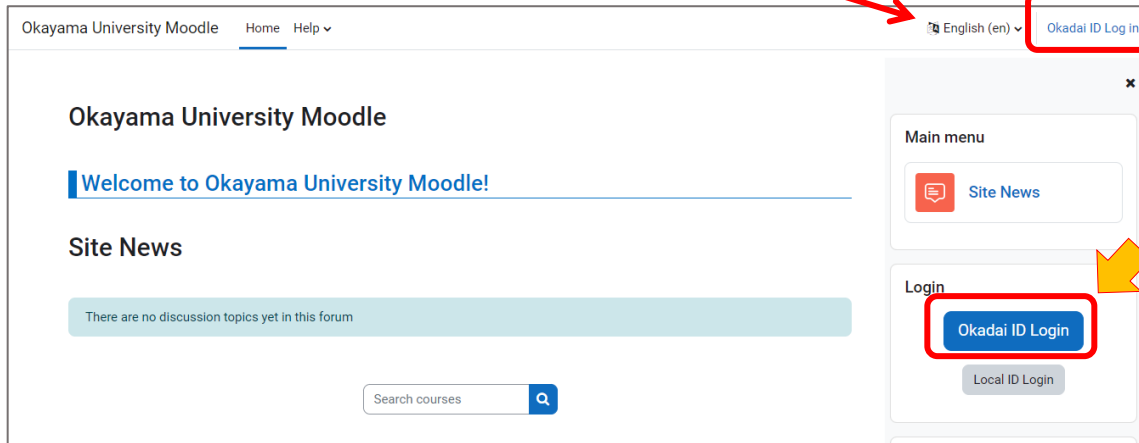 Okayama University Moodle Home Help English (en) Okadai ID Log in
Okayama University Moodle
Main menu
Welcome to Okayama University Moodle!
Site News
Site News
Login
There are no discussion topics yet in this forum
Okadai ID Login
Local ID Login
Search courses